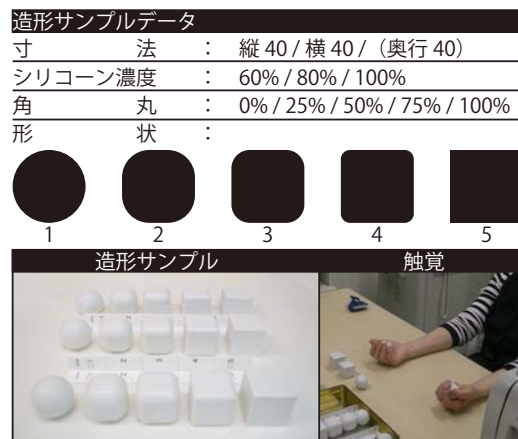 造形サンプルデータ
寸法：縦 40 / 横 40 /（奥行 40）
シリコーン濃度：60% / 80% / 100%
角丸：0% / 25% / 50% / 75% / 100%
形状：
1 2 3 4 5
造形サンプル 触覚